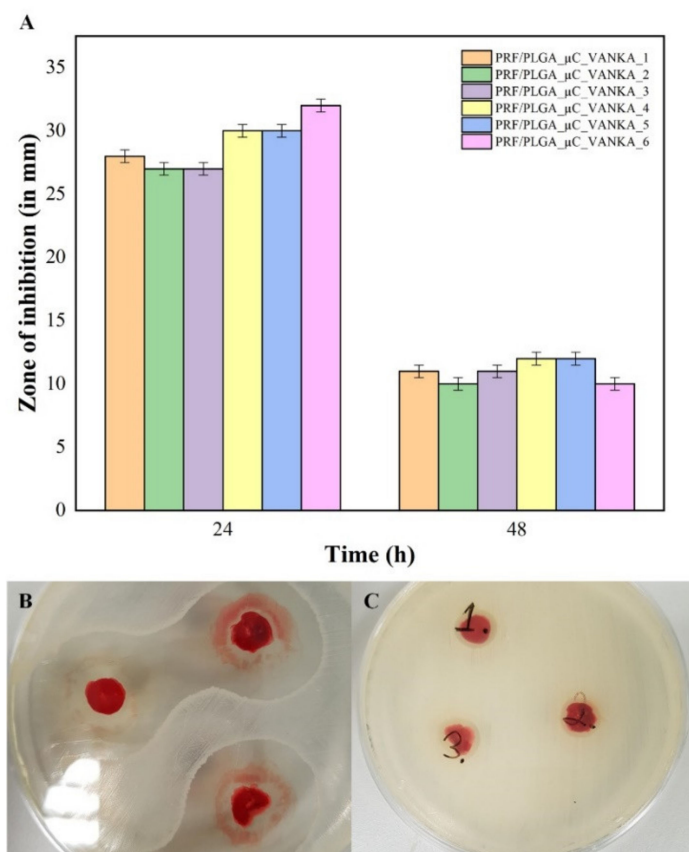 A
Zone of inhibition (in mm)
35
30
25
20
15
10
5
0
24
48
Time (h)
PRF/PLGA_μC_VANKA_1
PRF/PLGA_μC_VANKA_2
PRF/PLGA_μC_VANKA_3
PRF/PLGA_μC_VANKA_4
PRF/PLGA_μC_VANKA_5
PRF/PLGA_μC_VANKA_6
B
C
1.
2.
3.